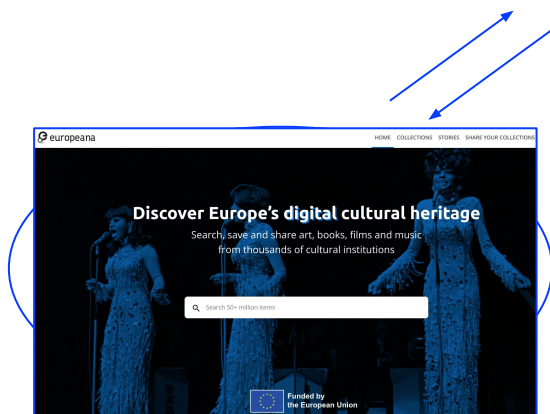 europeana
HOME COLLECTIONS STORIES SHARE YOUR COLLECTIONS
Discover Europe's digital cultural heritage
Search, save and share art, books, films and music
from thousands of cultural institutions
Search 50+ million items
Funded by
the European Union